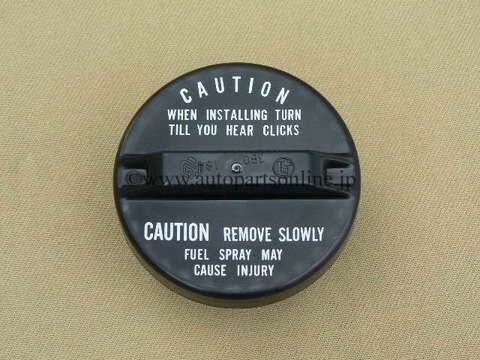 CAUTION
WHEN INSTALLING TURN
TILL YOU HEAR CLICKS
©www.autopartsonline.jp
CAUTION REMOVE SLOWLY
FUEL SPRAY MAY
CAUSE INJURY